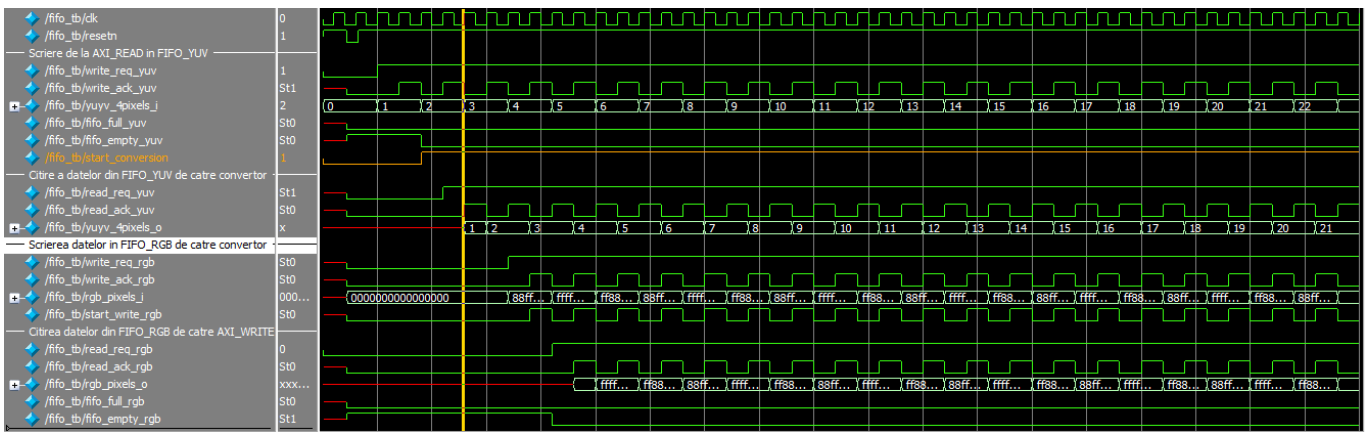 /fifo_tb/clk 0
/fifo_tb/resetn 1
Scriere de la AXI_READ in FIFO_YUV
/fifo_tb/write_req_yuv 1
/fifo_tb/write_ack_yuv St1
/fifo_tb/yuyv_4pixels_i 2 0 1 2 3 4 5 6 7 8 9 10 11 12 13 14 15 16 17 18 19 20 21 22
/fifo_tb/fifo_full_yuv St0
/fifo_tb/fifo_empty_yuv St0
/fifo_tb/start_conversion 1
Citire a datelor din FIFO_YUV de catre convertor
/fifo_tb/read_req_yuv St1
/fifo_tb/read_ack_yuv St0
/fifo_tb/yuyv_4pixels_o x 1 2 3 4 5 6 7 8 9 10 11 12 13 14 15 16 17 18 19 20 21
Scrierea datelor in FIFO_RGB de catre convertor
/fifo_tb/write_req_rgb St0
/fifo_tb/write_ack_rgb St0
/fifo_tb/rgb_pixels_i 000... 0000000000000000 88ff... ffff... ff88... 88ff... ffff... ff88... 88ff... ffff... ff88... 88ff... ffff... ff88... 88ff... ffff... ff88... 88ff... ffff... ff88... 88ff...
/fifo_tb/start_write_rgb St0
Citirea datelor din FIFO_RGB de catre AXI_WRITE
/fifo_tb/read_req_rgb 0
/fifo_tb/read_ack_rgb St0
/fifo_tb/rgb_pixels_o xxx... ffff... ff88... 88ff... ffff... ff88... 88ff... ffff... ff88... 88ff... ffff... ff88... 88ff... ffff... ff88... 88ff... ffff... ff88...
/fifo_tb/fifo_full_rgb St0
/fifo_tb/fifo_empty_rgb St1